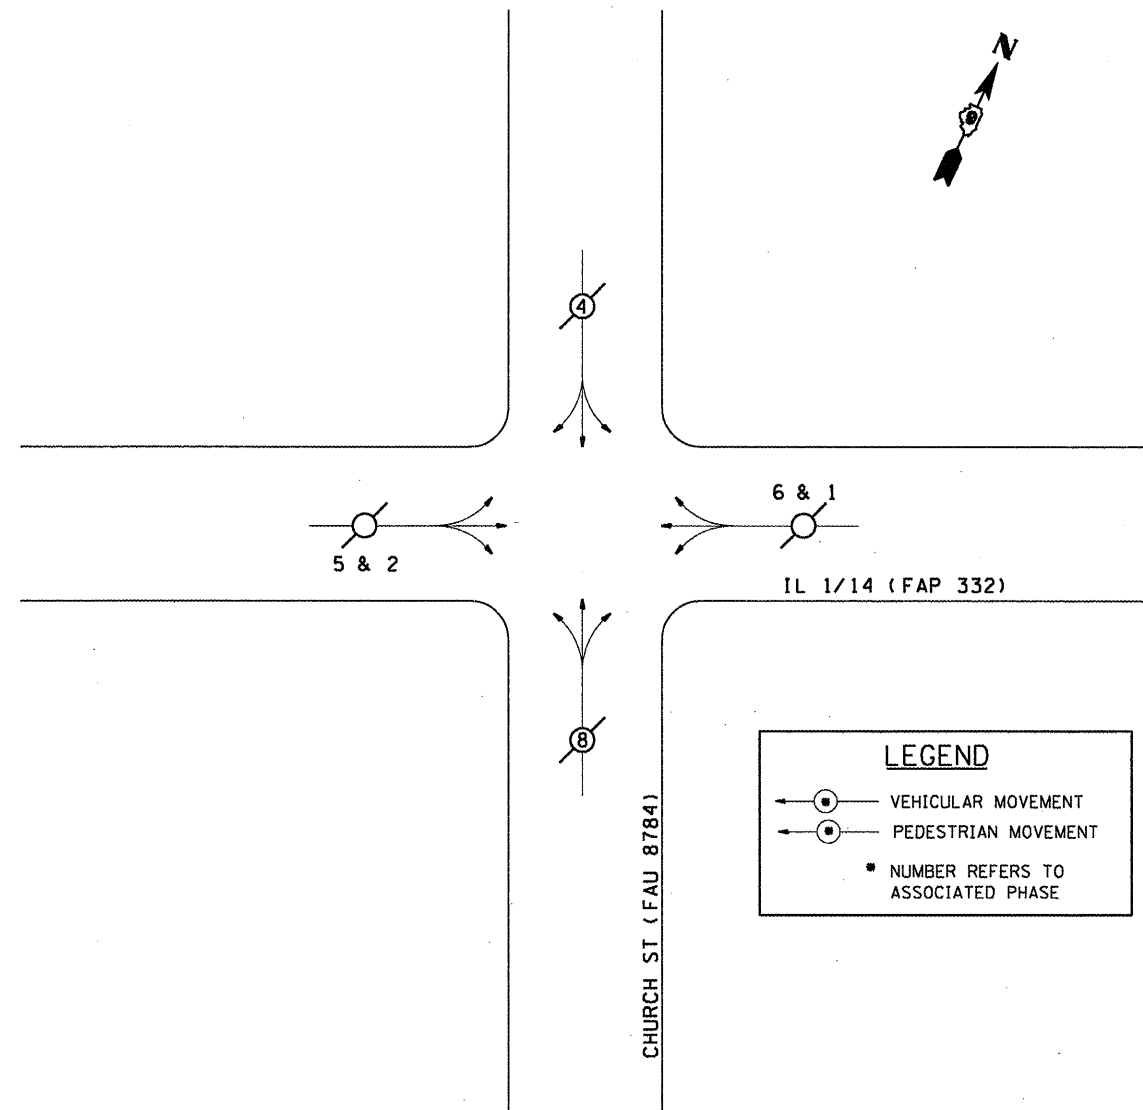 N
4
6 & 1
5 & 2
IL 1/14 (FAP 332)
8
CHURCH ST (FAU 8784)
LEGEND
VEHICULAR MOVEMENT
PEDESTRIAN MOVEMENT
* NUMBER REFERS TO
ASSOCIATED PHASE